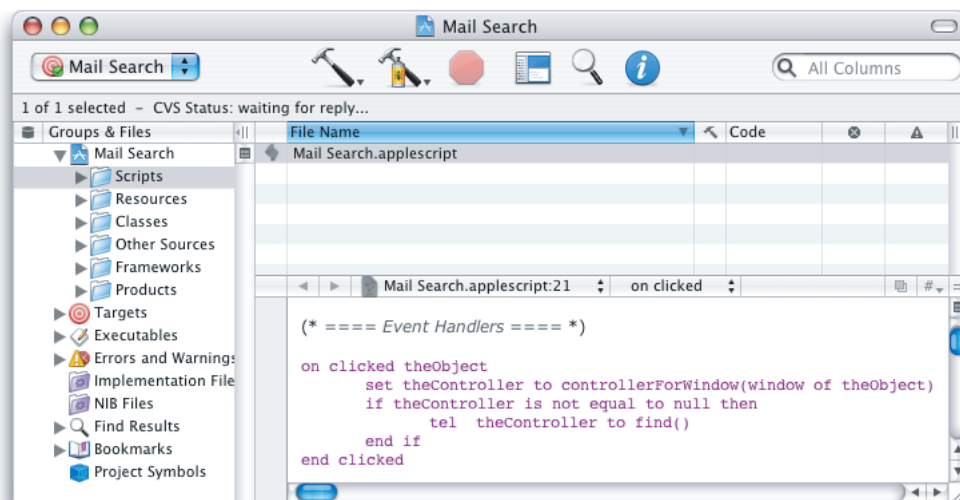 Mail Search
Mail Search
All Columns
1 of 1 selected – CVS Status: waiting for reply...
Groups & Files
File Name
Code
Mail Search
Mail Search.applescript
Scripts
Resources
Classes
Other Sources
Frameworks
Products
Targets
Executables
Errors and Warnings
Implementation File
NIB Files
Find Results
Bookmarks
Project Symbols
Mail Search.applescript:21 on clicked #
(* ==== Event Handlers ==== *)
on clicked theObject
set theController to controllerForWindow(window of theObject)
if theController is not equal to null then
tel theController to find()
end if
end clicked